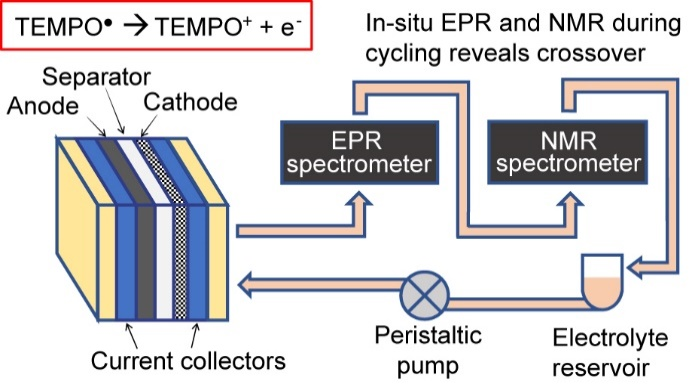 TEMPO• → TEMPO⁺ + e⁻
In-situ EPR and NMR during
cycling reveals crossover
Separator
Anode
Cathode
EPR
spectrometer
NMR
spectrometer
Peristaltic
pump
Electrolyte
reservoir
Current collectors